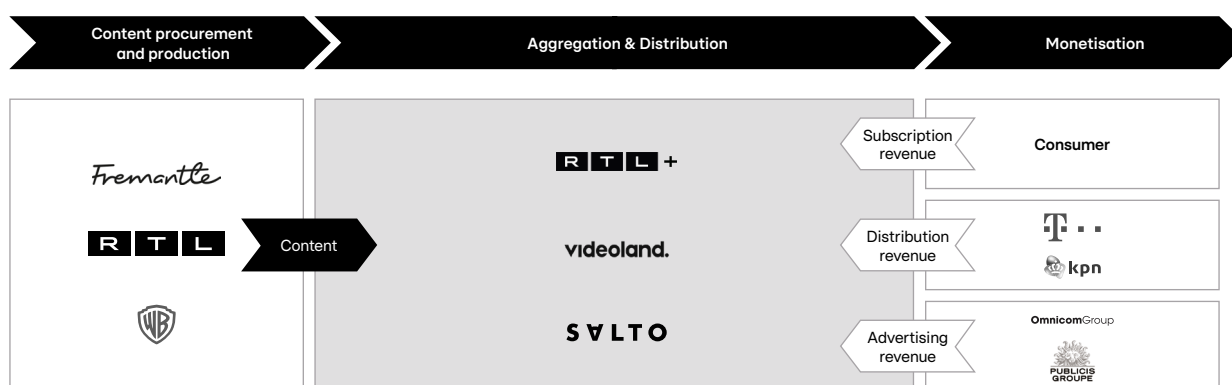 Content procurement
and production
Aggregation & Distribution
Monetisation
Fremantle
RTL
WB
Content
RTL+
videoland.
SALTO
Subscription
revenue
Consumer
Distribution
revenue
T
kpn
Advertising
revenue
OmnicomGroup
PUBLICIS
GROUPE